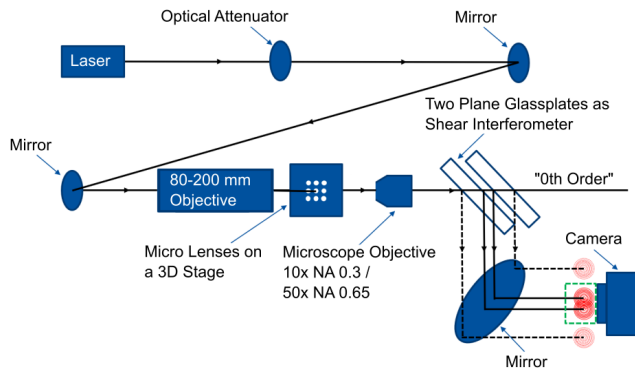 Optical Attenuator
Mirror
Laser
Two Plane Glassplates as
Shear Interferometer
Mirror
80-200 mm
Objective
"0th Order"
Micro Lenses on
a 3D Stage
Microscope Objective
10x NA 0.3 /
50x NA 0.65
Camera
Mirror